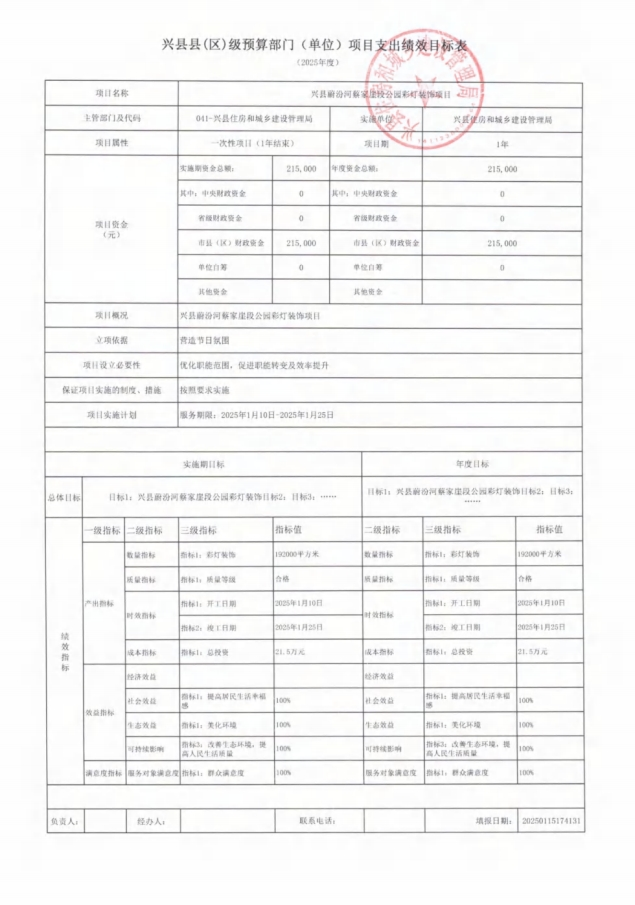 兴县县(区)级预算部门（单位）项目支出绩效目标表
（2025年度）
项目名称 兴县蔚汾河蔡家崖段公园彩灯装饰项目
主管部门及代码 041-兴县住房和城乡建设管理局 实施单位 兴县住房和城乡建设管理局
项目属性 一次性项目（1年结束） 项目期 1年
项目资金
（元）
实施期资金总额： 215,000 年度资金总额： 215,000
其中：中央财政资金 0 其中：中央财政资金 0
省级财政资金 0 省级财政资金 0
市县（区）财政资金 215,000 市县（区）财政资金 215,000
单位自筹 0 单位自筹 0
其他资金 其他资金
项目概况 兴县蔚汾河蔡家崖段公园彩灯装饰项目
立项依据 营造节日氛围
项目设立必要性 优化职能范围，促进职能转变及效率提升
保证项目实施的制度、措施 按照要求实施
项目实施计划 服务期限：2025年1月10日-2025年1月25日
实施期目标 年度目标
总体目标 目标1：兴县蔚汾河蔡家崖段公园彩灯装饰目标2：目标3：…… 目标1：兴县蔚汾河蔡家崖段公园彩灯装饰目标2：目标3：
……
绩效指标
一级指标 二级指标 三级指标 指标值 二级指标 三级指标 指标值
产出指标
数量指标 指标1：彩灯装饰 192000平方米 数量指标 指标1：彩灯装饰 192000平方米
质量指标 指标1：质量等级 合格 质量指标 指标1：质量等级 合格
时效指标 指标1：开工日期 2025年1月10日 时效指标 指标1：开工日期 2025年1月10日
指标2：竣工日期 2025年1月25日 指标2：竣工日期 2025年1月25日
成本指标 指标1：总投资 21.5万元 成本指标 指标1：总投资 21.5万元
效益指标
经济效益 经济效益
社会效益 指标1：提高居民生活幸福感 100% 社会效益 指标1：提高居民生活幸福感 100%
生态效益 指标1：美化环境 100% 生态效益 指标1：美化环境 100%
可持续影响 指标3：改善生态环境，提高人民生活质量 100% 可持续影响 指标3：改善生态环境，提高人民生活质量 100%
满意度指标 服务对象满意度 指标1：群众满意度 100% 服务对象满意度 指标1：群众满意度 100%
负责人： 经办人： 联系电话： 填报日期： 20250115174131
兴县住房和城乡建设管理局